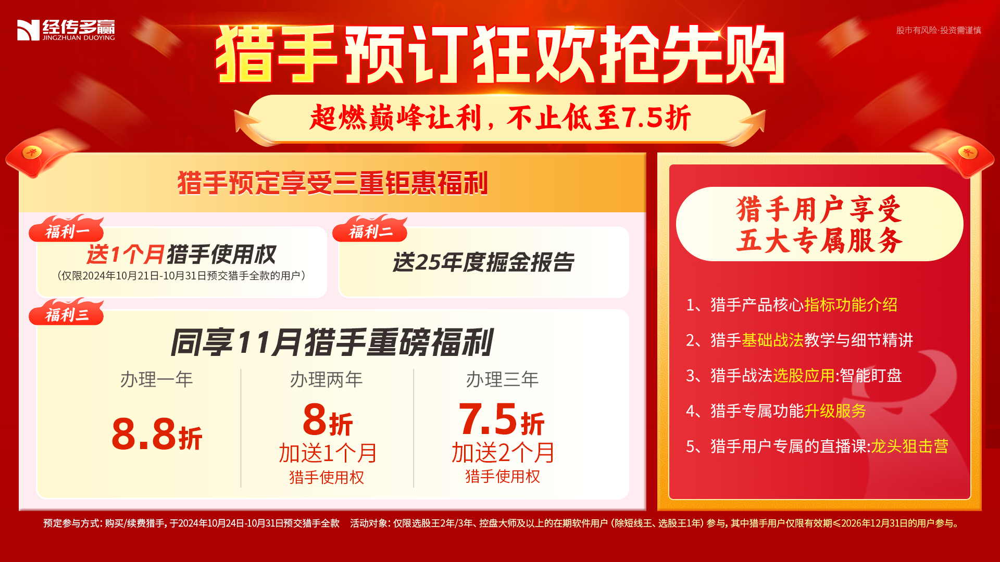 经传多赢
JINGZHUAN DUOYING
股市有风险·投资需谨慎
猎手预订狂欢抢先购
超燃巅峰让利，不止低至7.5折
猎手预定享受三重钜惠福利
福利一
送1个月猎手使用权
（仅限2024年10月21日-10月31日预交猎手全款的用户）
福利二
送25年度掘金报告
福利三
同享11月猎手重磅福利
办理一年
8.8折
办理两年
8折
加送1个月
猎手使用权
办理三年
7.5折
加送2个月
猎手使用权
猎手用户享受
五大专属服务
1、猎手产品核心指标功能介绍
2、猎手基础战法教学与细节精讲
3、猎手战法选股应用:智能盯盘
4、猎手专属功能升级服务
5、猎手用户专属的直播课:龙头狙击营
预定参与方式：购买/续费猎手，于2024年10月24日-10月31日预交猎手全款 活动对象：仅限选股王2年/3年、控盘大师及以上的在期软件用户（除短线王、选股王1年）参与，其中猎手用户仅限有效期≤2026年12月31日的用户参与。